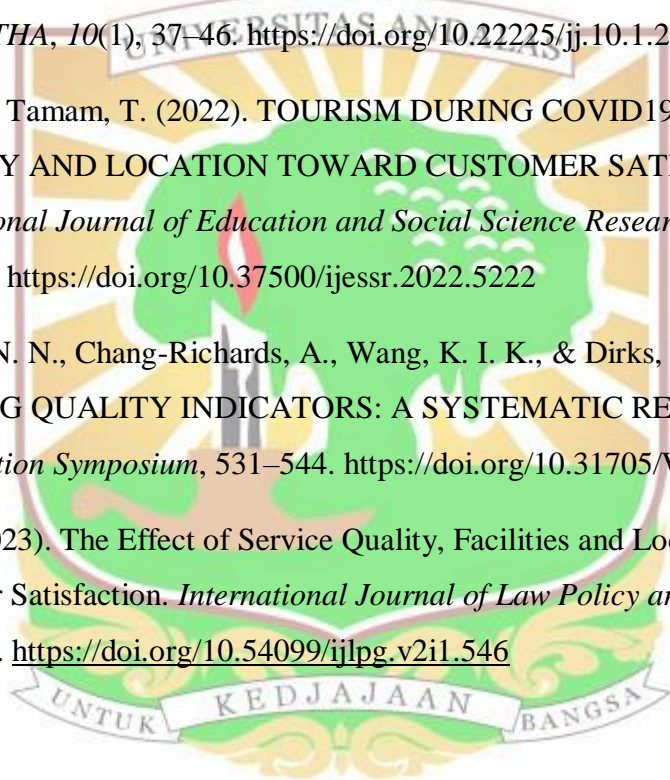 THA, 10(1), 37–46. https://doi.org/10.22225/jj.10.1.2
UNIVERSITAS ANDALAS
Tamam, T. (2022). TOURISM DURING COVID19
Y AND LOCATION TOWARD CUSTOMER SATI
onal Journal of Education and Social Science Resear
https://doi.org/10.37500/ijessr.2022.5222
N. N., Chang-Richards, A., Wang, K. I. K., & Dirks,
G QUALITY INDICATORS: A SYSTEMATIC RE
tion Symposium, 531–544. https://doi.org/10.31705/
023). The Effect of Service Quality, Facilities and Lo
r Satisfaction. International Journal of Law Policy a
. https://doi.org/10.54099/ijlpg.v2i1.546
UNTUK KEDJAJAAN BANGSA